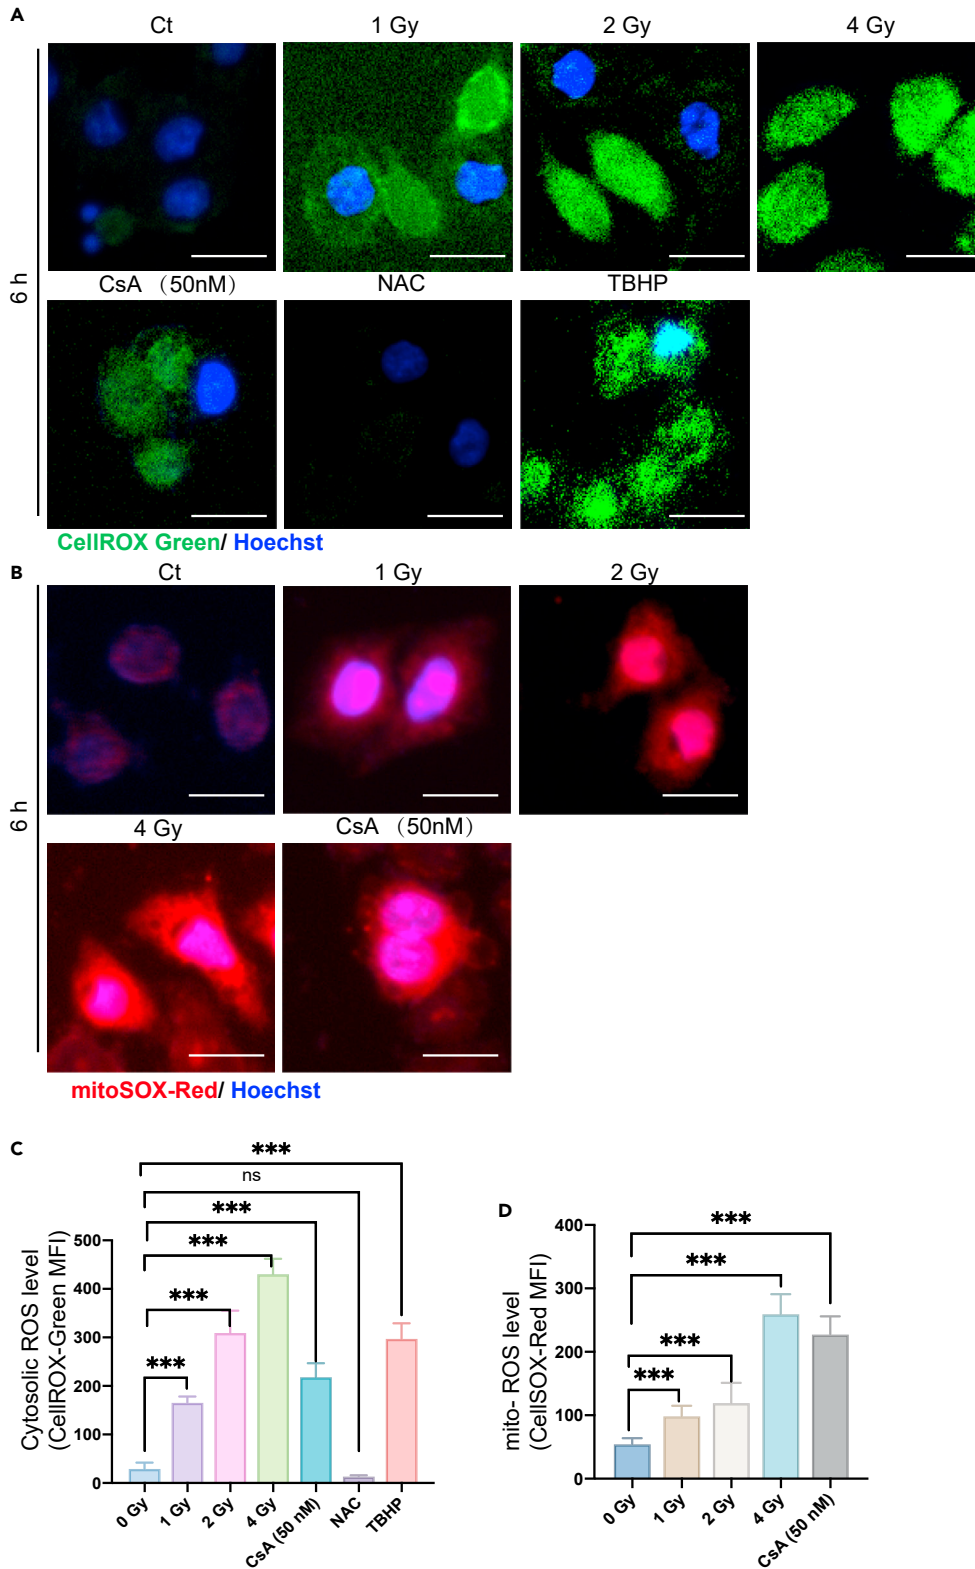 A
Ct
1 Gy
2 Gy
4 Gy
6 h
CsA （50nM）
NAC
TBHP
CellROX Green/ Hoechst
B
Ct
1 Gy
2 Gy
6 h
4 Gy
CsA （50nM）
mitoSOX-Red/ Hoechst
C
Cytosolic ROS level
(CellROX-Green MFI)
500
400
300
200
100
0
***
ns
***
***
***
***
0 Gy
1 Gy
2 Gy
4 Gy
CsA (50 nM)
NAC
TBHP
D
mito- ROS level
(CellSOX-Red MFI)
400
300
200
100
0
***
***
***
***
0 Gy
1 Gy
2 Gy
4 Gy
CsA (50 nM)